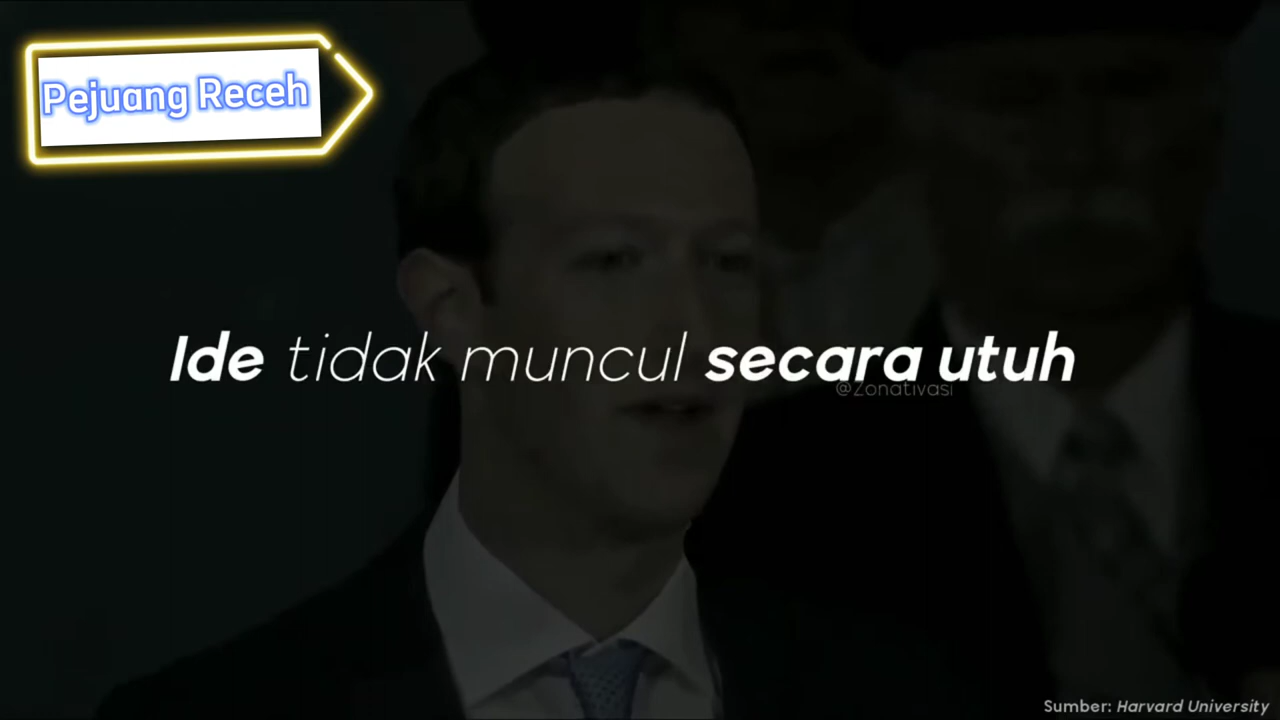 Pejuang Receh
Ide tidak muncul secara utuh
@Zonativasi
Sumber: Harvard University